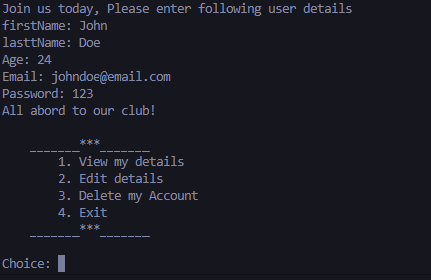 Join us today, Please enter following user details
firstName: John
lasttName: Doe
Age: 24
Email: johndoe@email.com
Password: 123
All abord to our club!
_______***_______
1. View my details
2. Edit details
3. Delete my Account
4. Exit
_______***_______
Choice: